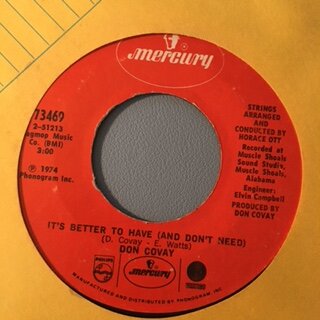 mercury
73469
2-51213
ogmop Music
Co. (BMI)
3:00
℗ 1974
Phonogram Inc.
STRINGS
ARRANGED
AND
CONDUCTED BY
HORACE OTT
Recorded at
Muscle Shoals
Sound Studio,
Muscle Shoals,
Alabama
Engineer:
Elvin Campbell
PRODUCED BY
DON COVAY
IT'S BETTER TO HAVE (AND DON'T NEED)
(D. Covay - E. Watts)
DON COVAY
PHILIPS
mercury
MANUFACTURED AND DISTRIBUTED BY PHONOGRAM, INC.